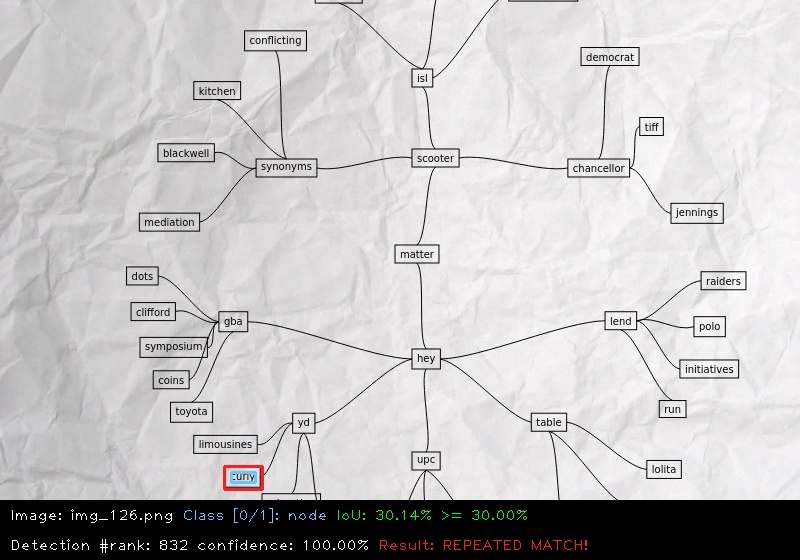 conflicting
democrat
isl
kitchen
tiff
blackwell
scooter
synonyms
chancellor
jennings
mediation
matter
dots
raiders
clifford
gba
lend
polo
symposium
hey
initiatives
coins
toyota
run
yd
table
limousines
upc
lolita
curly
Image: img_126.png Class [0/1]: node IoU: 30.14% >= 30.00%
Detection #rank: 832 confidence: 100.00% Result: REPEATED MATCH!